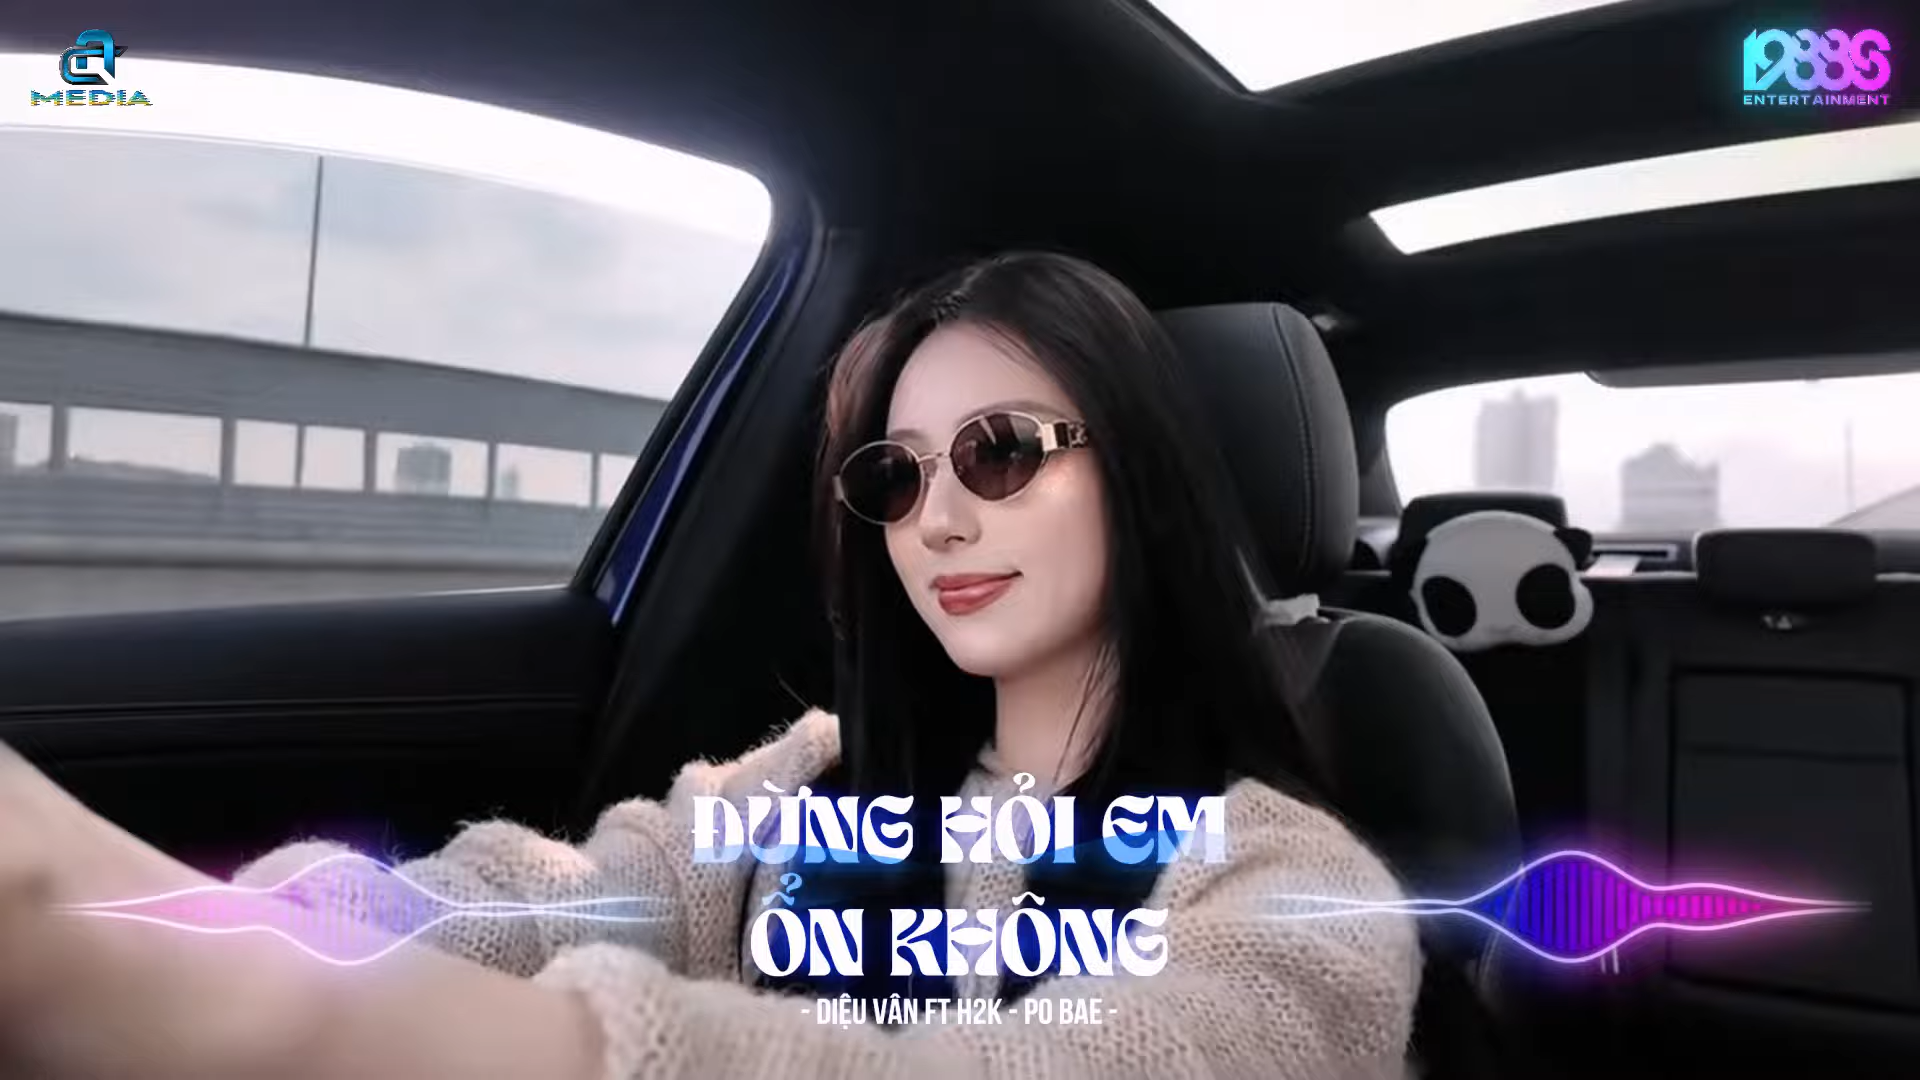 MEDIA
1988S
ENTERTAINMENT
ĐỪNG HỎI EM
ỔN KHÔNG
- DIỆU VÂN FT H2K - PO BAE -